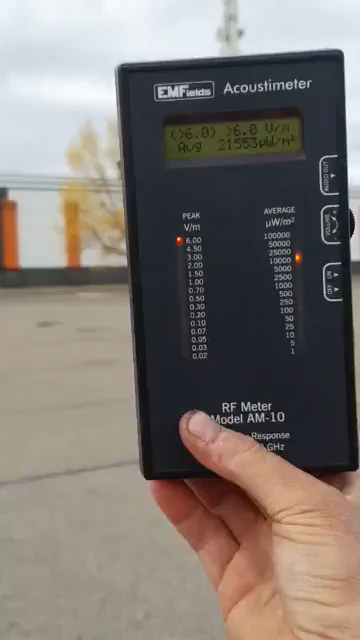 EMFields Acoustimeter
(>6.0) >6.0 V/m
Avg 21553µW/m²
AUDIO OUT
VOLUME
OFF ON
PEAK
V/m
6.00
4.50
3.00
2.00
1.50
1.00
0.70
0.50
0.30
0.20
0.10
0.07
0.05
0.03
0.02
AVERAGE
µW/m²
100000
50000
25000
10000
5000
2500
1000
500
250
100
50
25
10
5
1
RF Meter
Model AM-10
Response
GHz